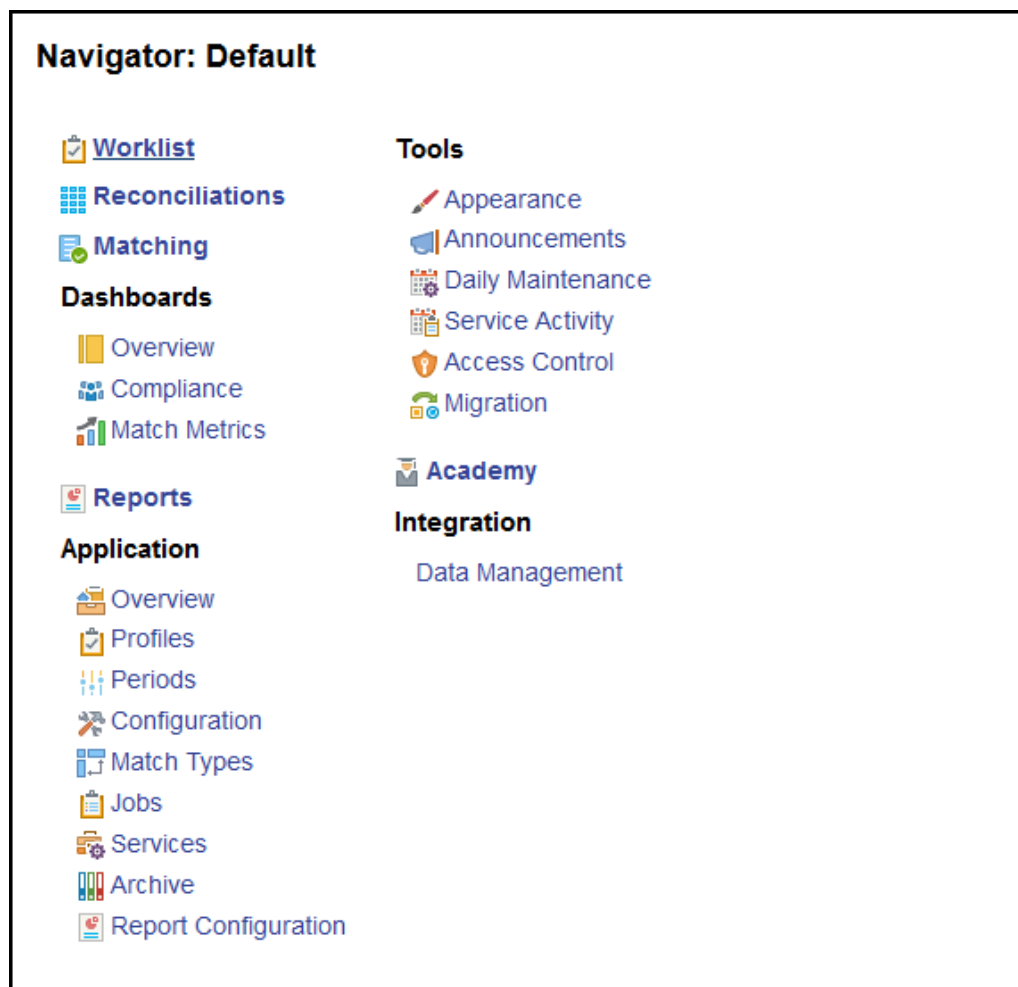 Navigator: Default
Worklist
Reconciliations
Matching
Dashboards
Overview
Compliance
Match Metrics
Reports
Application
Overview
Profiles
Periods
Configuration
Match Types
Jobs
Services
Archive
Report Configuration
Tools
Appearance
Announcements
Daily Maintenance
Service Activity
Access Control
Migration
Academy
Integration
Data Management